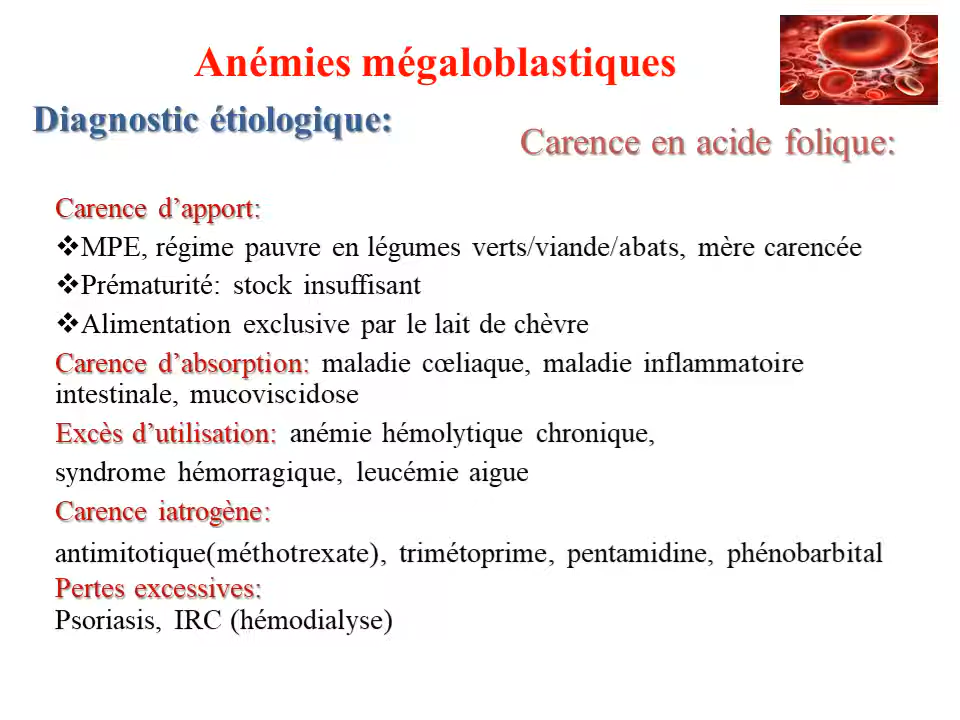 Anémies mégaloblastiques
Diagnostic étiologique:
Carence en acide folique:
Carence d’apport:
❖MPE, régime pauvre en légumes verts/viande/abats, mère carencée
❖Prématurité: stock insuffisant
❖Alimentation exclusive par le lait de chèvre
Carence d’absorption: maladie cœliaque, maladie inflammatoire
intestinale, mucoviscidose
Excès d’utilisation: anémie hémolytique chronique,
syndrome hémorragique, leucémie aigue
Carence iatrogène:
antimitotique(méthotrexate), trimétoprime, pentamidine, phénobarbital
Pertes excessives:
Psoriasis, IRC (hémodialyse)